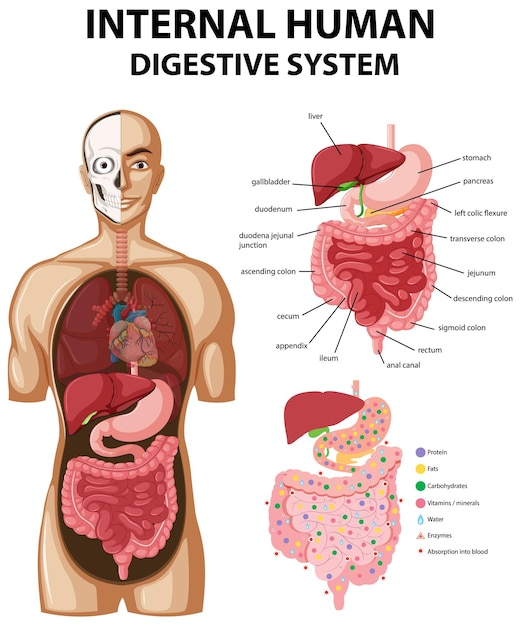 INTERNAL HUMAN
DIGESTIVE SYSTEM
liver
stomach
gallbladder
pancreas
duodenum
left colic flexure
duodena jejunal
junction
transverse colon
ascending colon
jejunum
descending colon
cecum
sigmoid colon
appendix
rectum
ileum
anal canal
Protein
Fats
Carbohydrates
Vitamins / minerals
Water
Enzymes
Absorption into blood